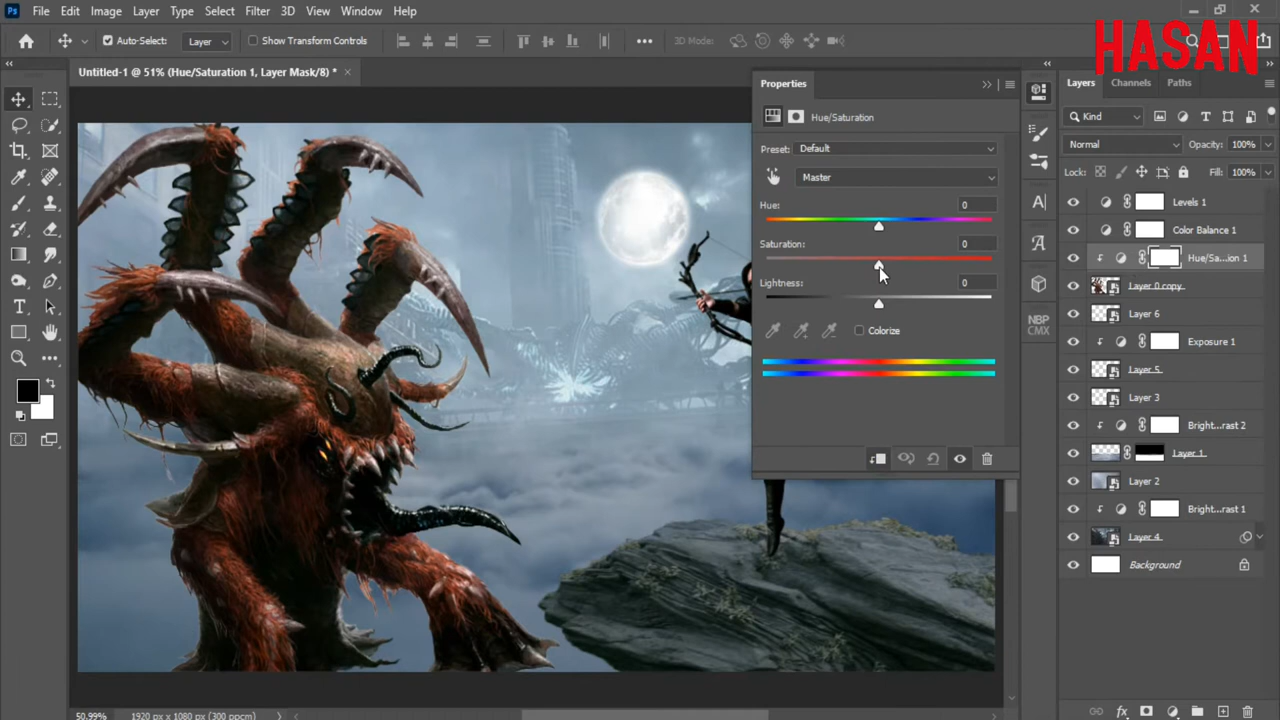 Ps File Edit Image Layer Type Select Filter 3D View Window Help
HASAN
Auto-Select: Layer Show Transform Controls 3D Mode:
Untitled-1 @ 51% (Hue/Saturation 1, Layer Mask/8) *
Properties
Hue/Saturation
Preset: Default
Master
Hue: 0
Saturation: 0
Lightness: 0
Colorize
A
A
NBP
CMX
Layers Channels Paths
Kind
Normal Opacity: 100%
Lock: Fill: 100%
Levels 1
Color Balance 1
Hue/Sa...ion 1
Layer 0 copy
Layer 6
Exposure 1
Layer 5
Layer 3
Bright...rast 2
Layer 1
Layer 2
Bright...rast 1
Layer 4
Background
50.99% 1920 px x 1080 px (300 ppcm)